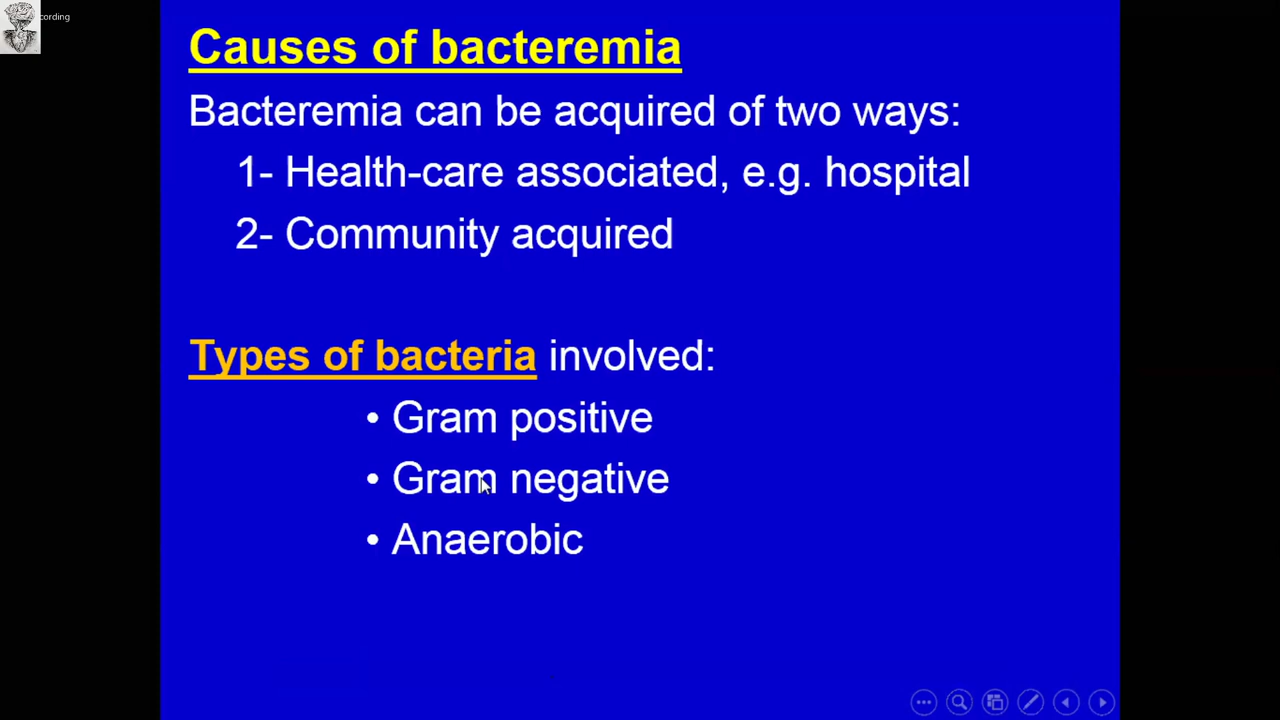 cording
Causes of bacteremia
Bacteremia can be acquired of two ways:
1- Health-care associated, e.g. hospital
2- Community acquired
Types of bacteria involved:
• Gram positive
• Gram negative
• Anaerobic